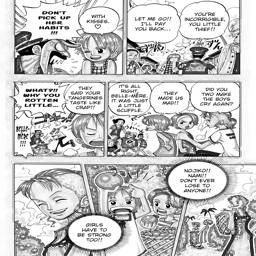 YOU'RE
INCORRIGIBLE,
YOU LITTLE
THIEF!!
LET ME GO!!
I'LL PAY
YOU BACK...
WITH
KISSES.
DON'T
PICK UP
HER
HABITS
!!!
DID YOU
TWO MAKE
THE BOYS
CRY AGAIN?
THEY
MADE US
MAD!!
IT'S ALL
RIGHT,
BELLE-MÈRE.
IT WAS JUST
A LITTLE
SCUFFLE.
THEY
SAID YOUR
TANGERINES
TASTE
LIKE CRAP!!
WHAT?!
WHY YOU
ROTTEN
LITTLE...
BELLE-
MÈRE!!!
NOJIKO!!
NAMI!!
DON'T EVER
LOSE TO
ANYONE!!
GIRLS
HAVE TO
BE STRONG
TOO!!